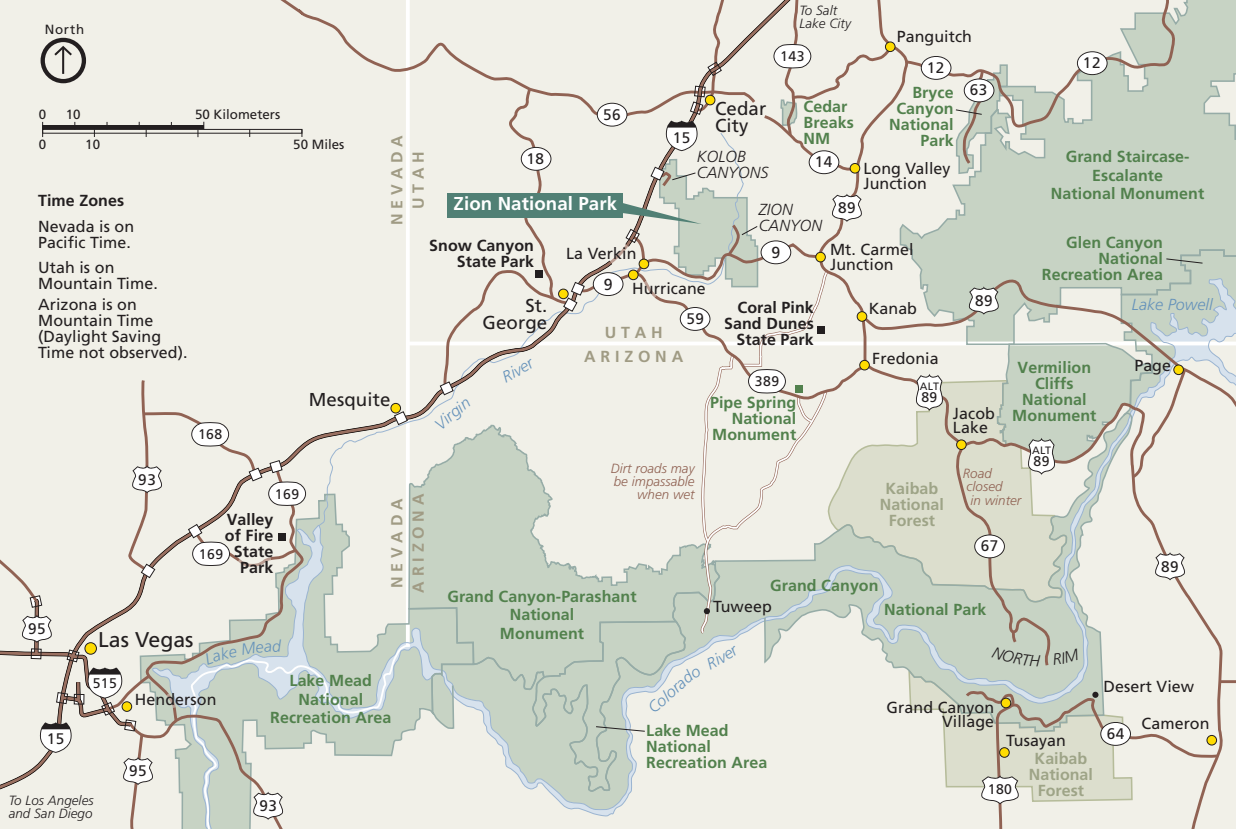 North
0 10 50 Kilometers
0 10 50 Miles
Time Zones
Nevada is on
Pacific Time.
Utah is on
Mountain Time.
Arizona is on
Mountain Time
(Daylight Saving
Time not observed).
NEVADA
UTAH
To Salt
Lake City
143
Panguitch
12
12
63
Bryce
Canyon
National
Park
Cedar
Breaks
NM
56
Cedar
City
15
18
14
Long Valley
Junction
89
KOLOB
CANYONS
Zion National Park
ZION
CANYON
Grand Staircase-
Escalante
National Monument
Glen Canyon
National
Recreation Area
Lake Powell
Snow Canyon
State Park
La Verkin
9
Mt. Carmel
Junction
9
Hurricane
St.
George
59
Coral Pink
Sand Dunes
State Park
Kanab
89
UTAH
ARIZONA
Fredonia
Page
Vermilion
Cliffs
National
Monument
River
Virgin
Mesquite
389
Pipe Spring
National
Monument
ALT
89
Jacob
Lake
ALT
89
168
93
169
169
Valley
of Fire
State
Park
NEVADA
ARIZONA
Dirt roads may
be impassable
when wet
Road
closed
in winter
Kaibab
National
Forest
67
89
Grand Canyon-Parashant
National
Monument
Tuweep
Grand Canyon
National Park
NORTH RIM
95
Las Vegas
Lake Mead
515
Henderson
Lake Mead
National
Recreation Area
Colorado River
Lake Mead
National
Recreation Area
Desert View
Grand Canyon
Village
64
Cameron
Tusayan
Kaibab
National
Forest
180
15
95
93
To Los Angeles
and San Diego